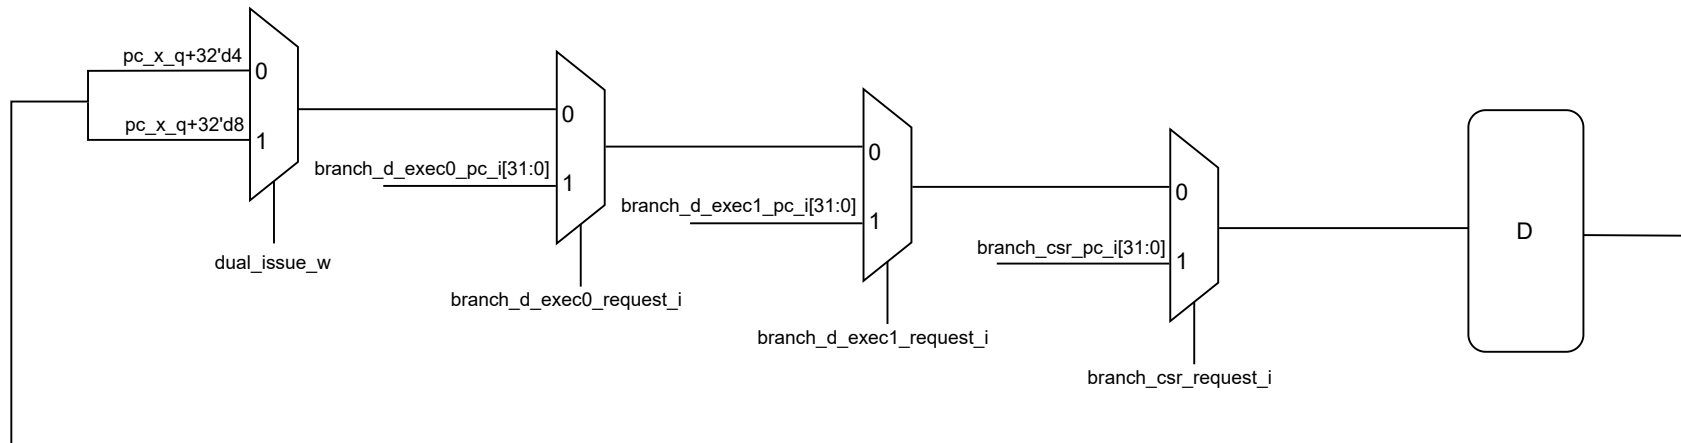 pc_x_q+32'd4
0
pc_x_q+32'd8
1
dual_issue_w
0
branch_d_exec0_pc_i[31:0]
1
branch_d_exec0_request_i
0
branch_d_exec1_pc_i[31:0]
1
branch_d_exec1_request_i
0
branch_csr_pc_i[31:0]
1
branch_csr_request_i
D